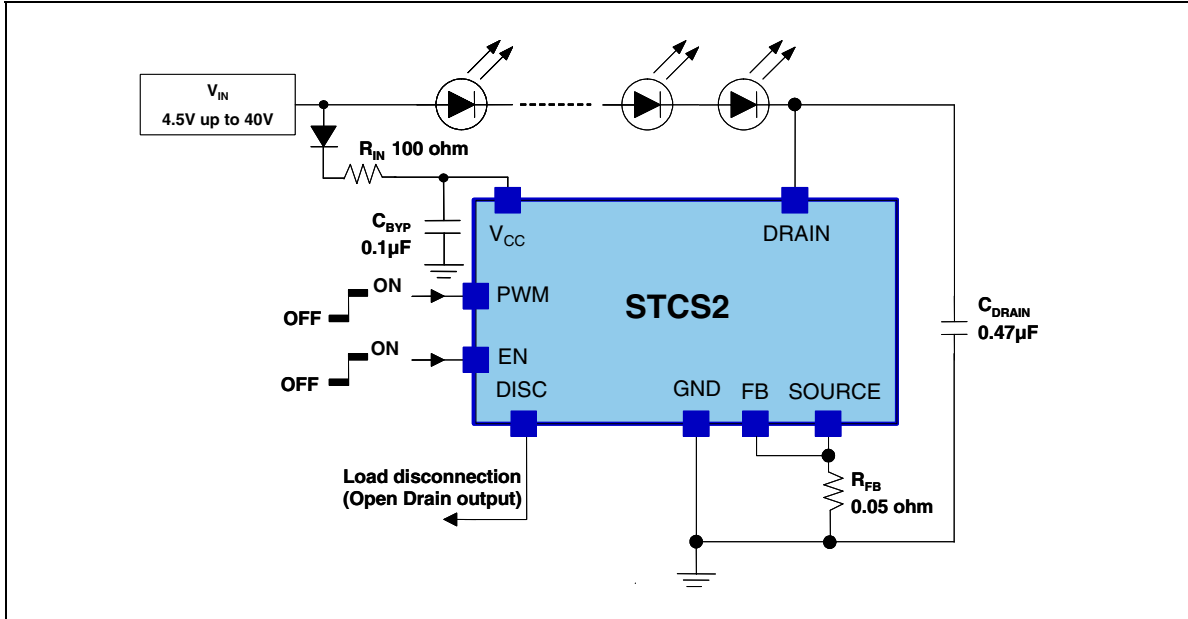 VIN
4.5V up to 40V
RIN 100 ohm
CBYP
0.1µF
VCC
DRAIN
ON
OFF
PWM
STCS2
CDRAIN
0.47µF
ON
OFF
EN
DISC
GND
FB
SOURCE
Load disconnection
(Open Drain output)
RFB
0.05 ohm